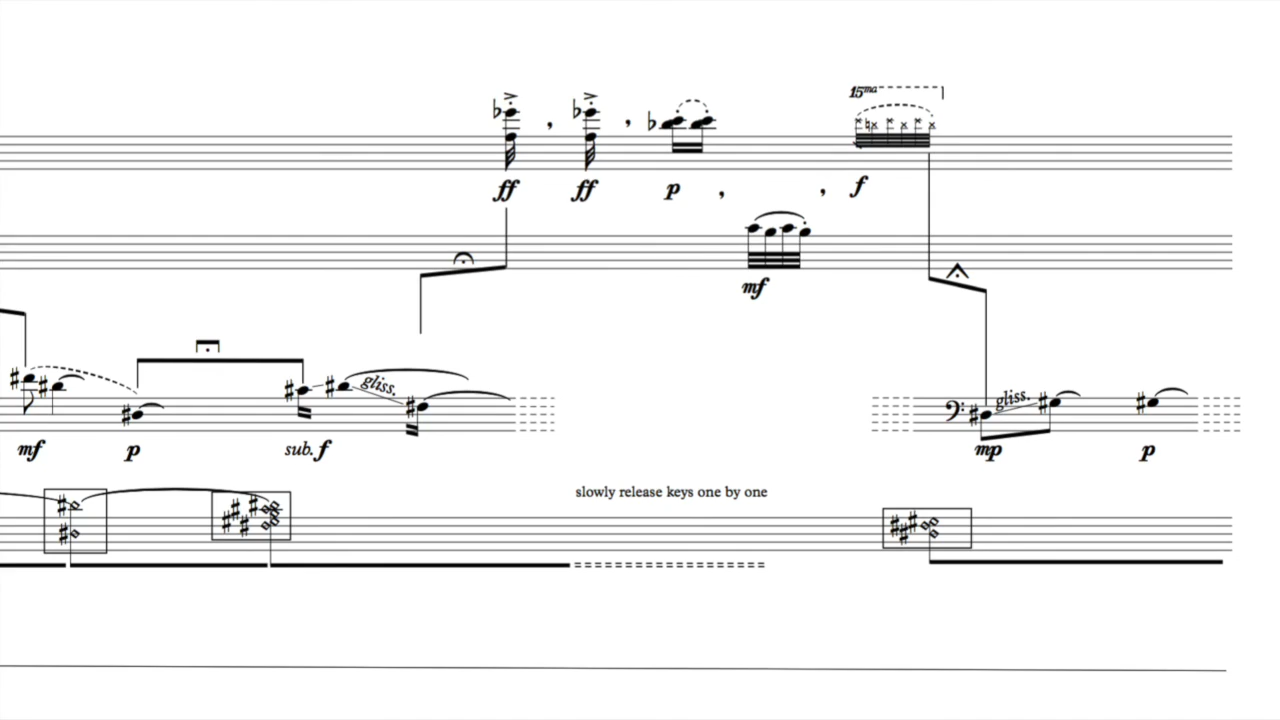 15ma
ff ff p f
mf
gliss.
gliss.
mf p sub. f mp p
slowly release keys one by one